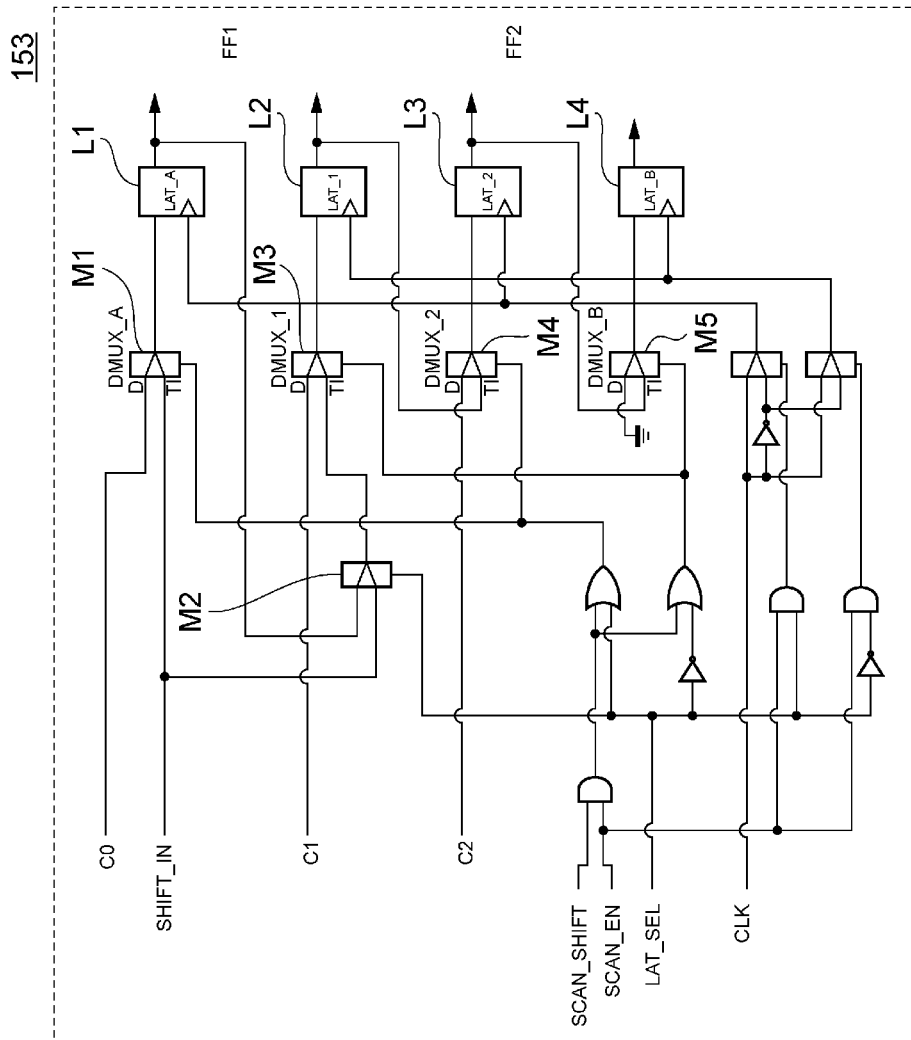 153
FF1
FF2
L1
L2
L3
L4
LAT_A
LAT_1
LAT_2
LAT_B
M1
M3
M4
M5
DMUX_A
DMUX_1
DMUX_2
DMUX_B
D
TI
D
TI
D
TI
D
TI
M2
C0
SHIFT_IN
C1
C2
SCAN_SHIFT
SCAN_EN
LAT_SEL
CLK